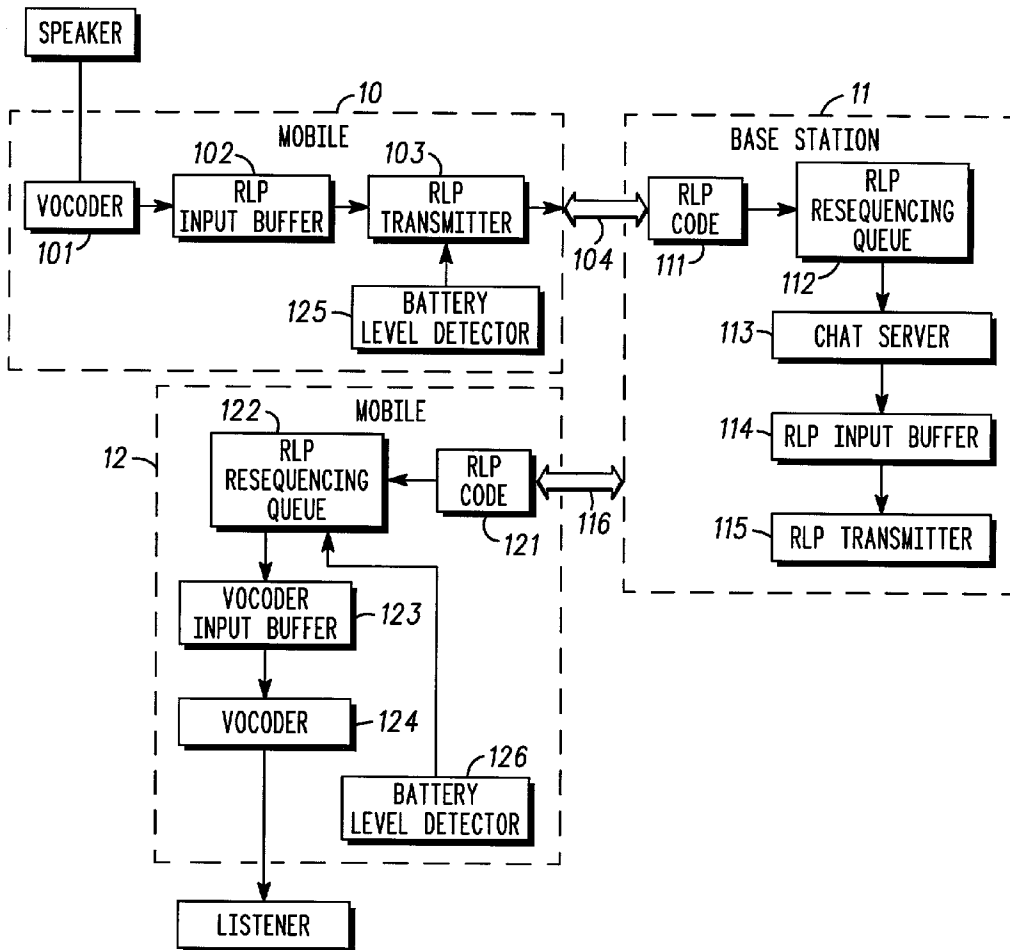 SPEAKER
10
MOBILE
VOCODER
101
102
RLP
INPUT BUFFER
103
RLP
TRANSMITTER
104
125
BATTERY
LEVEL DETECTOR
11
BASE STATION
RLP
CODE
111
RLP
RESEQUENCING
QUEUE
112
113
CHAT SERVER
114
RLP INPUT BUFFER
115
RLP TRANSMITTER
12
MOBILE
122
RLP
RESEQUENCING
QUEUE
RLP
CODE
121
116
VOCODER
INPUT BUFFER
123
VOCODER
124
126
BATTERY
LEVEL DETECTOR
LISTENER